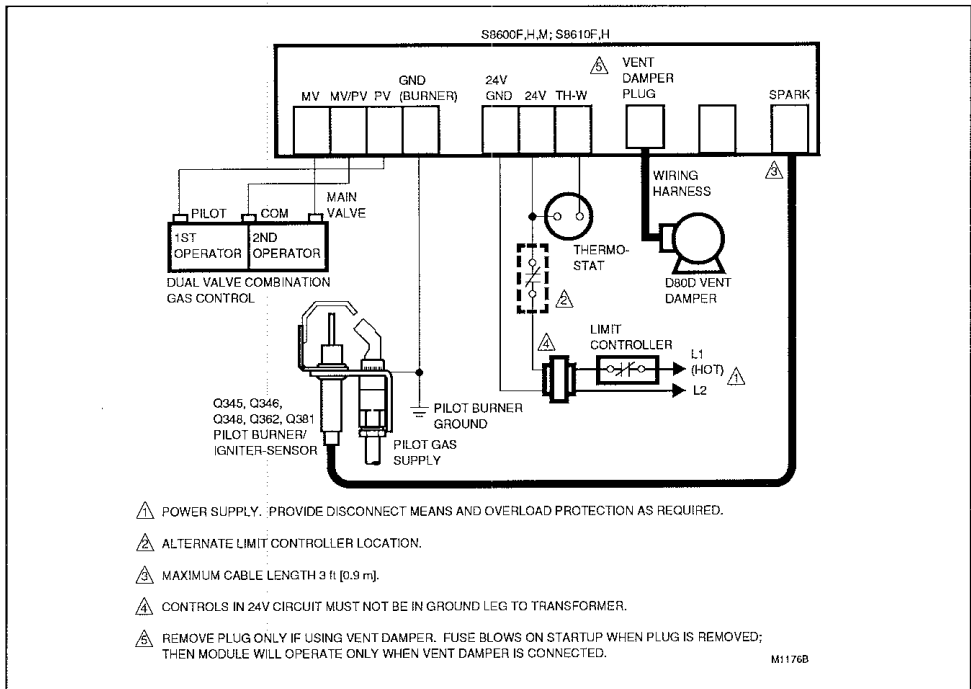 S8600F,H,M; S8610F,H
5
VENT
DAMPER
PLUG
MV MV/PV PV
GND
(BURNER)
24V
GND
24V
TH-W
SPARK
3
MAIN
VALVE
PILOT
COM
1ST
OPERATOR
2ND
OPERATOR
DUAL VALVE COMBINATION
GAS CONTROL
THERMO-
STAT
WIRING
HARNESS
D80D VENT
DAMPER
2
4
LIMIT
CONTROLLER
L1
(HOT)
L2
1
Q345, Q346,
Q348, Q362, Q381
PILOT BURNER/
IGNITER-SENSOR
PILOT BURNER
GROUND
PILOT GAS
SUPPLY
1 POWER SUPPLY. PROVIDE DISCONNECT MEANS AND OVERLOAD PROTECTION AS REQUIRED.
2 ALTERNATE LIMIT CONTROLLER LOCATION.
3 MAXIMUM CABLE LENGTH 3 ft [0.9 m].
4 CONTROLS IN 24V CIRCUIT MUST NOT BE IN GROUND LEG TO TRANSFORMER.
5 REMOVE PLUG ONLY IF USING VENT DAMPER. FUSE BLOWS ON STARTUP WHEN PLUG IS REMOVED;
THEN MODULE WILL OPERATE ONLY WHEN VENT DAMPER IS CONNECTED.
M1176B